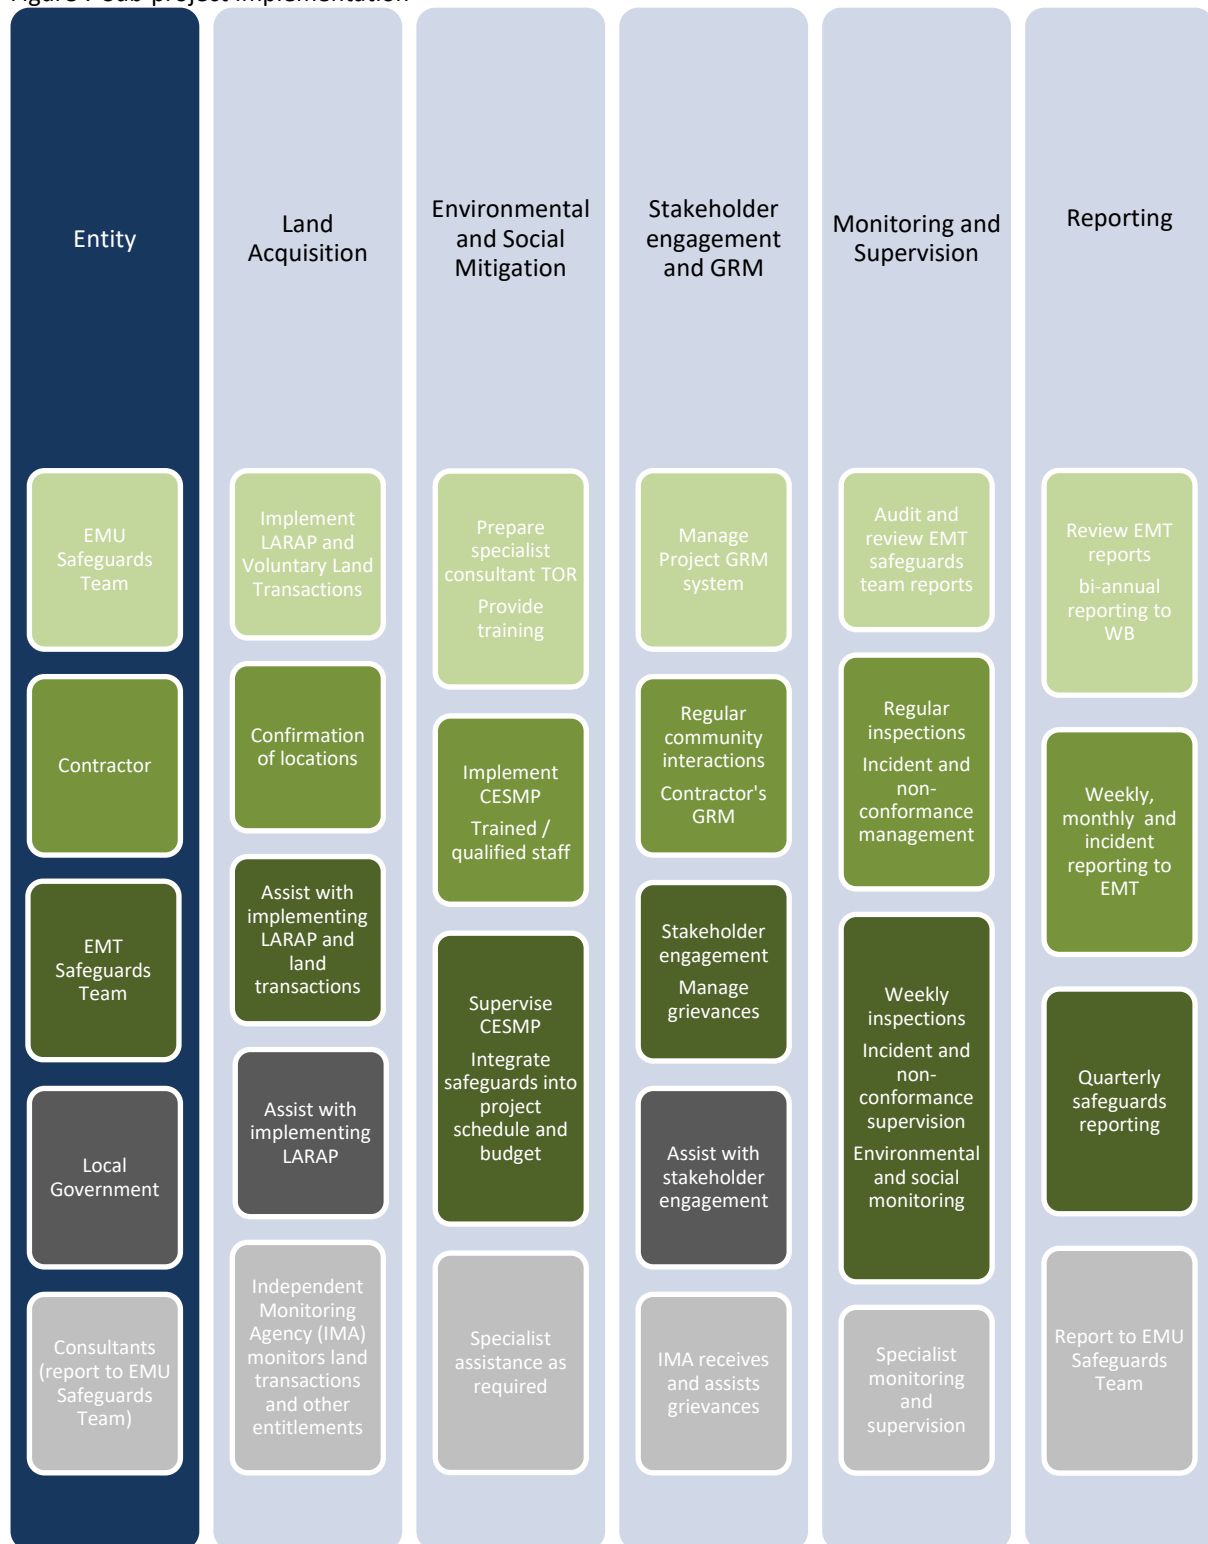 Entity
Land
Acquisition
Environmental
and Social
Mitigation
Stakeholder
engagement
and GRM
Monitoring and
Supervision
Reporting
EMU
Safeguards
Team
Implement
LARAP and
Voluntary Land
Transactions
Prepare
specialist
consultant TOR
Provide
training
Manage
Project GRM
system
Audit and
review EMT
safeguards
team reports
Review EMT
reports
bi-annual
reporting to
WB
Contractor
Confirmation
of locations
Implement
CESMP
Trained /
qualified staff
Regular
community
interactions
Contractor's
GRM
Regular
inspections
Incident and
non-
conformance
management
Weekly,
monthly and
incident
reporting to
EMT
EMT
Safeguards
Team
Assist with
implementing
LARAP and
land
transactions
Supervise
CESMP
Integrate
safeguards into
project
schedule and
budget
Stakeholder
engagement
Manage
grievances
Weekly
inspections
Incident and
non-
conformance
supervision
Environmental
and social
monitoring
Quarterly
safeguards
reporting
Local
Government
Assist with
implementing
LARAP
Assist with
stakeholder
engagement
Consultants
(report to EMU
Safeguards
Team)
Independent
Monitoring
Agency (IMA)
monitors land
transactions
and other
entitlements
Specialist
assistance as
required
IMA receives
and assists
grievances
Specialist
monitoring
and
supervision
Report to EMU
Safeguards
Team